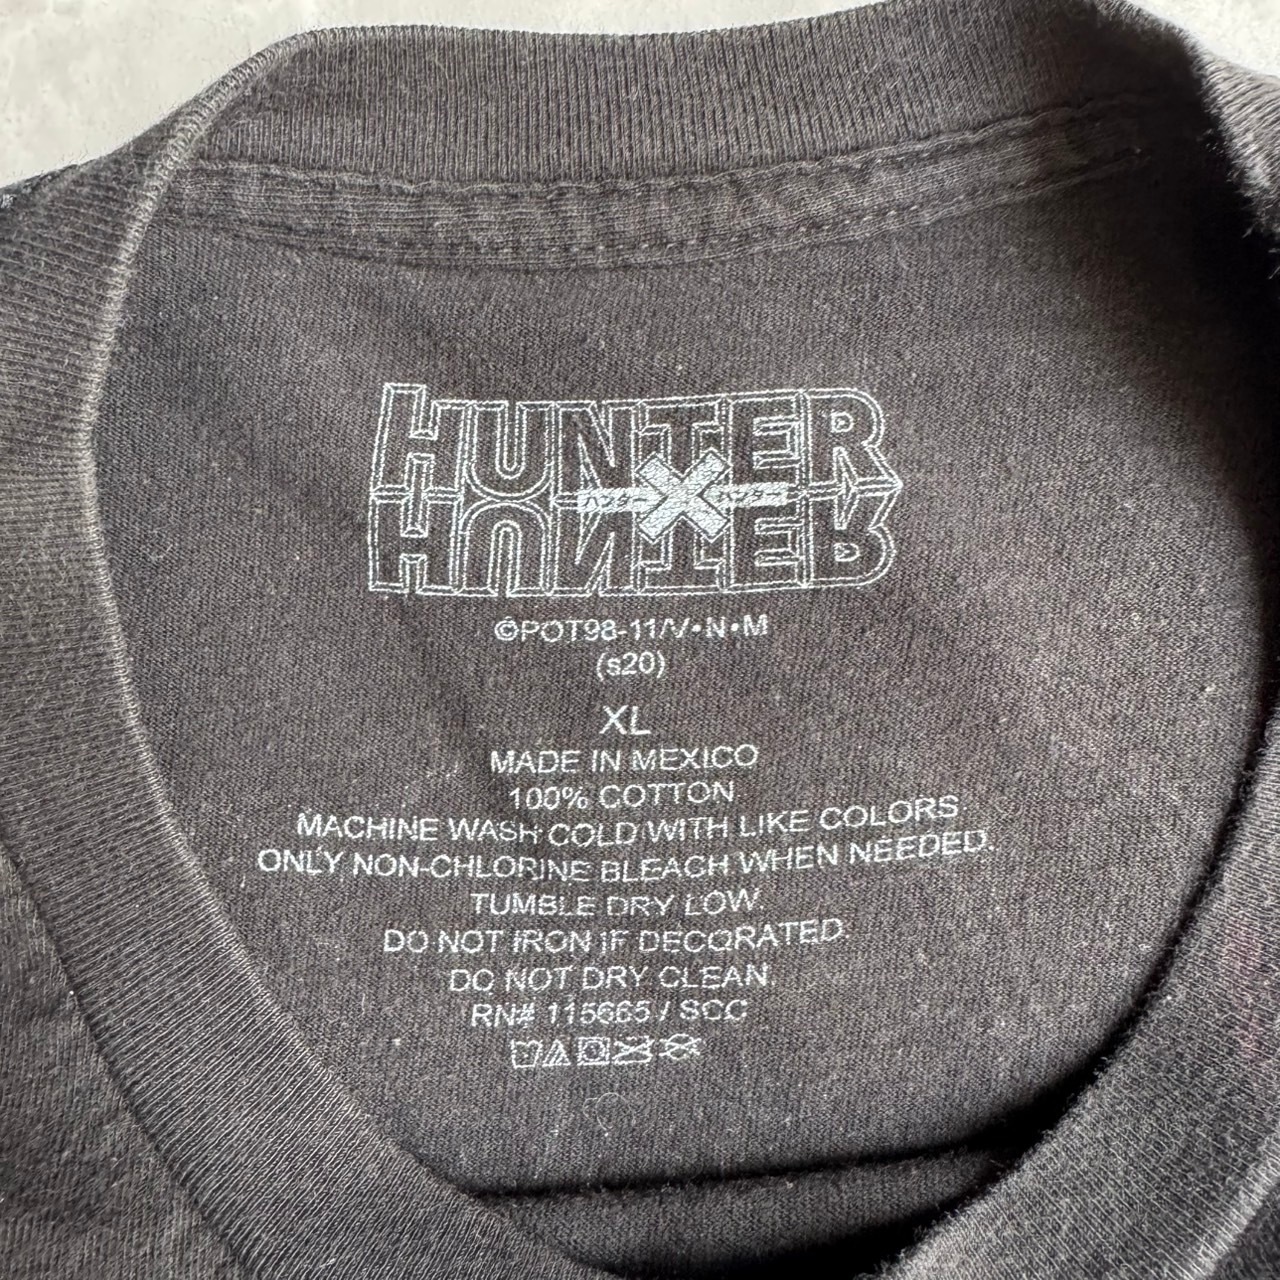 HUNTER
ハンター×ハンター
HUNTER
©POT98-11/V•N•M
(s20)
XL
MADE IN MEXICO
100% COTTON
MACHINE WASH COLD WITH LIKE COLORS.
ONLY NON-CHLORINE BLEACH WHEN NEEDED.
TUMBLE DRY LOW.
DO NOT IRON IF DECORATED.
DO NOT DRY CLEAN.
RN# 115665 / SCC